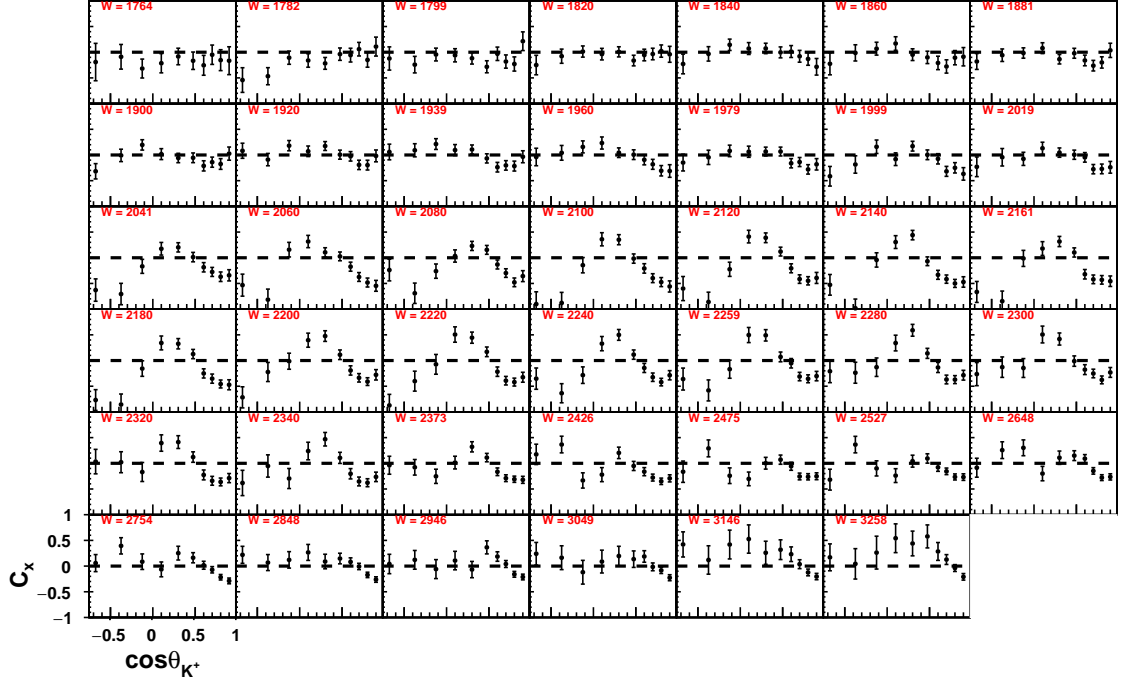 W = 1764 W = 1782 W = 1799 W = 1820 W = 1840 W = 1860 W = 1881
W = 1900 W = 1920 W = 1939 W = 1960 W = 1979 W = 1999 W = 2019
W = 2041 W = 2060 W = 2080 W = 2100 W = 2120 W = 2140 W = 2161
W = 2180 W = 2200 W = 2220 W = 2240 W = 2259 W = 2280 W = 2300
W = 2320 W = 2340 W = 2373 W = 2426 W = 2475 W = 2527 W = 2648
W = 2754 W = 2848 W = 2946 W = 3049 W = 3146 W = 3258
1
0.5
0
−0.5
−1
C_x
−0.5 0 0.5 1
cosθ_K⁺